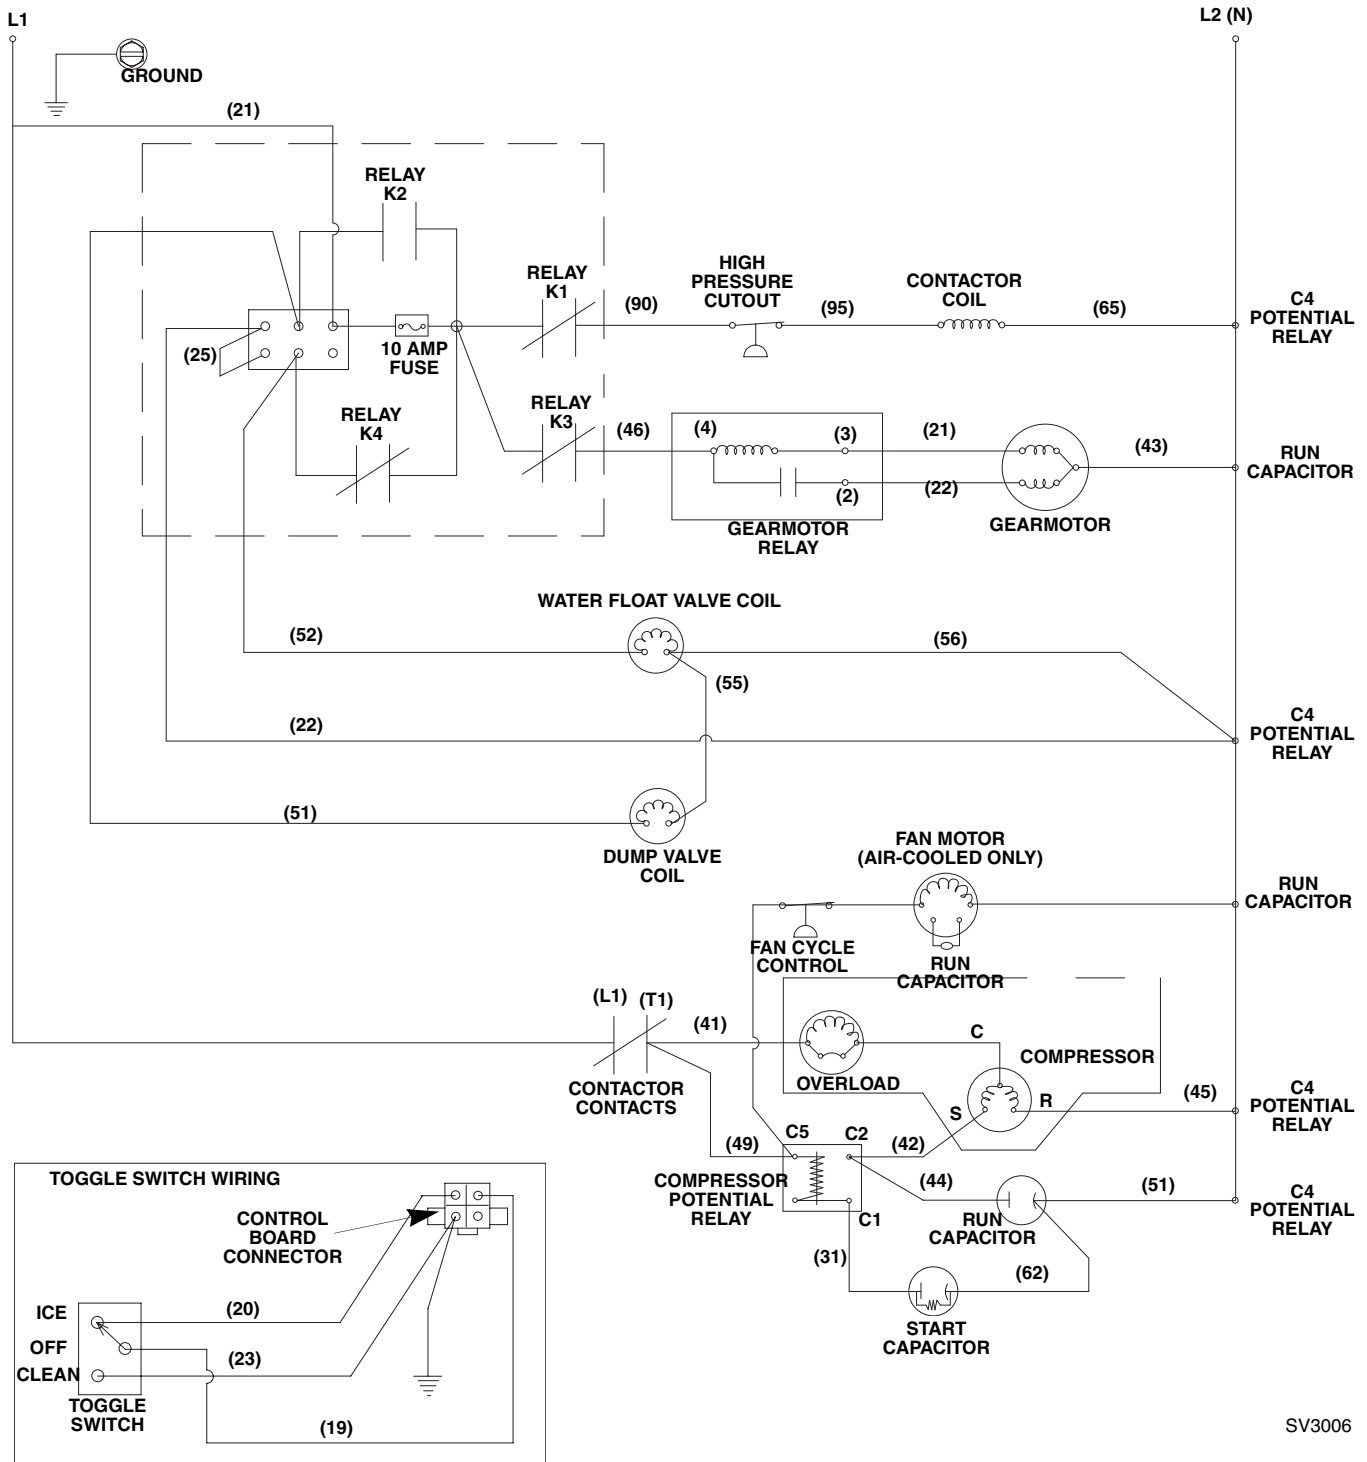 L1
L2 (N)
GROUND
(21)
RELAY
K2
RELAY
K1
(90)
HIGH
PRESSURE
CUTOUT
(95)
CONTACTOR
COIL
(65)
C4
POTENTIAL
RELAY
(25)
10 AMP
FUSE
RELAY
K4
RELAY
K3
(46)
(4)
(3)
(2)
(21)
(22)
(43)
GEARMOTOR
RELAY
GEARMOTOR
RUN
CAPACITOR
WATER FLOAT VALVE COIL
(52)
(56)
(55)
(22)
C4
POTENTIAL
RELAY
(51)
DUMP VALVE
COIL
FAN MOTOR
(AIR-COOLED ONLY)
RUN
CAPACITOR
FAN CYCLE
CONTROL
RUN
CAPACITOR
(L1)
(T1)
(41)
C
COMPRESSOR
OVERLOAD
CONTACTOR
CONTACTS
S
R
(45)
C4
POTENTIAL
RELAY
C5
C2
(49)
(42)
COMPRESSOR
POTENTIAL
RELAY
(44)
(51)
C1
RUN
CAPACITOR
C4
POTENTIAL
RELAY
(31)
(62)
START
CAPACITOR
TOGGLE SWITCH WIRING
CONTROL
BOARD
CONNECTOR
ICE
(20)
OFF
(23)
CLEAN
TOGGLE
SWITCH
(19)
SV3006